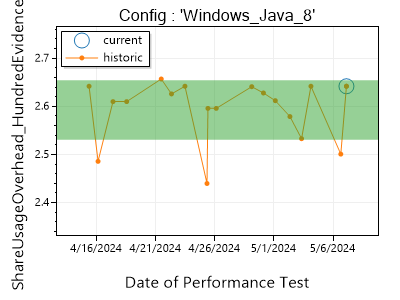 Config : 'Windows_Java_8'
current
historic
ShareUsageOverhead_HundredEvidence
2.7
2.6
2.5
2.4
4/16/2024 4/21/2024 4/26/2024 5/1/2024 5/6/2024
Date of Performance Test